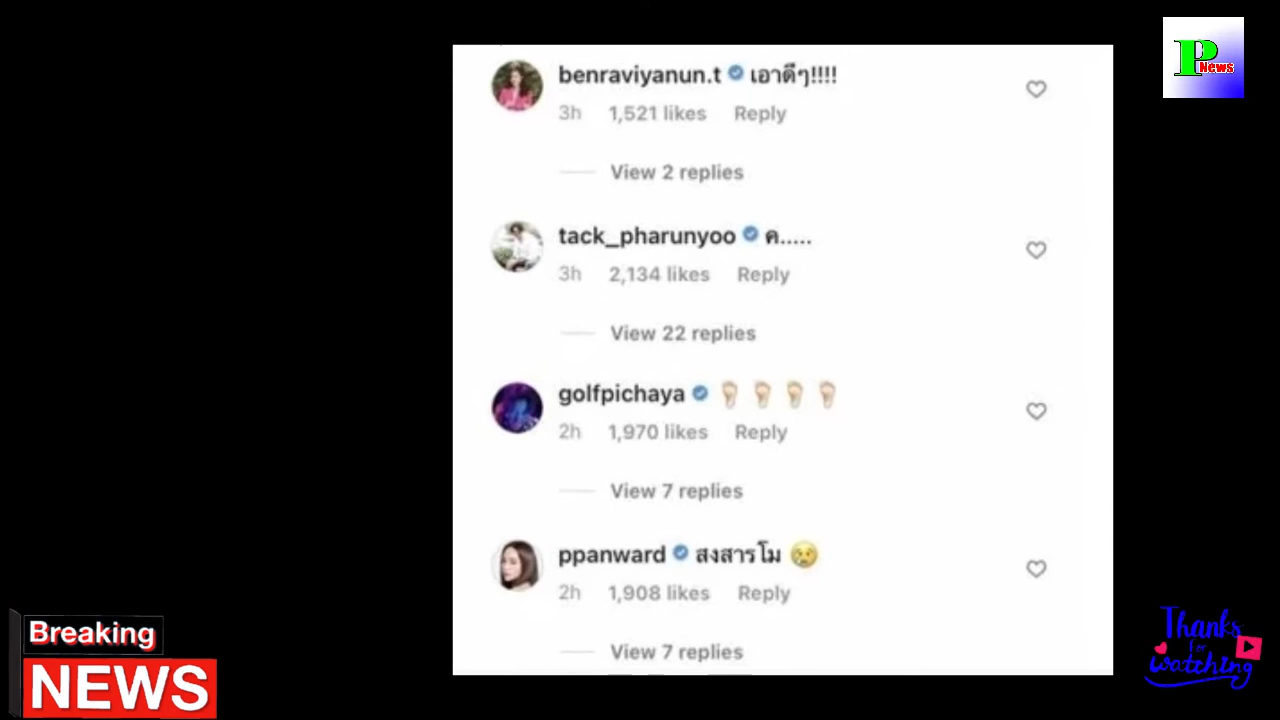 P
News
benraviyanun.t เอาดีๆ!!!!
3h 1,521 likes Reply
View 2 replies
tack_pharunyoo ค.....
3h 2,134 likes Reply
View 22 replies
golfpichaya 🦶🏻 🦶🏻 🦶🏻 🦶🏻
2h 1,970 likes Reply
View 7 replies
ppanward สงสารโม 😢
2h 1,908 likes Reply
View 7 replies
Breaking
NEWS
Thanks
for
watching